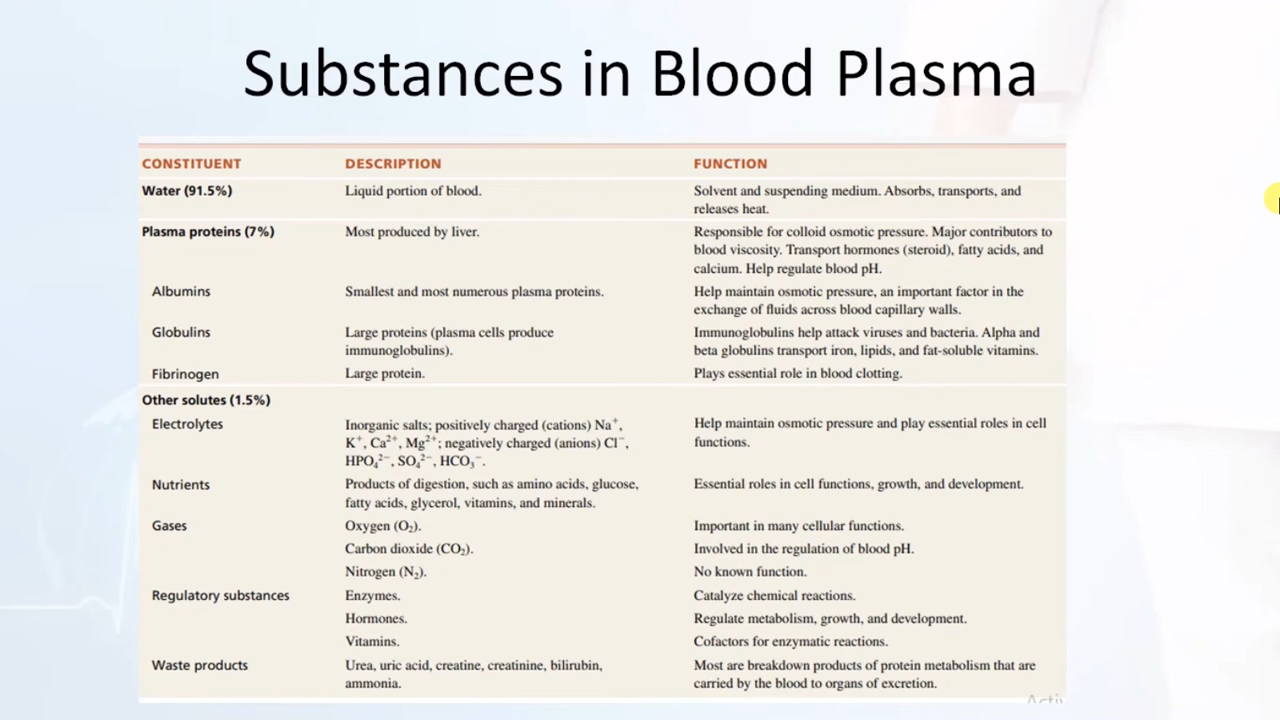 Substances in Blood Plasma
CONSTITUENT DESCRIPTION FUNCTION
Water (91.5%) Liquid portion of blood. Solvent and suspending medium. Absorbs, transports, and
releases heat.
Plasma proteins (7%) Most produced by liver. Responsible for colloid osmotic pressure. Major contributors to
blood viscosity. Transport hormones (steroid), fatty acids, and
calcium. Help regulate blood pH.
Albumins Smallest and most numerous plasma proteins. Help maintain osmotic pressure, an important factor in the
exchange of fluids across blood capillary walls.
Globulins Large proteins (plasma cells produce Immunoglobulins help attack viruses and bacteria. Alpha and
immunoglobulins). beta globulins transport iron, lipids, and fat-soluble vitamins.
Fibrinogen Large protein. Plays essential role in blood clotting.
Other solutes (1.5%)
Electrolytes Inorganic salts; positively charged (cations) Na⁺, Help maintain osmotic pressure and play essential roles in cell
K⁺, Ca²⁺, Mg²⁺; negatively charged (anions) Cl⁻, functions.
HPO₄²⁻, SO₄²⁻, HCO₃⁻.
Nutrients Products of digestion, such as amino acids, glucose, Essential roles in cell functions, growth, and development.
fatty acids, glycerol, vitamins, and minerals.
Gases Oxygen (O₂). Important in many cellular functions.
Carbon dioxide (CO₂). Involved in the regulation of blood pH.
Nitrogen (N₂). No known function.
Regulatory substances Enzymes. Catalyze chemical reactions.
Hormones. Regulate metabolism, growth, and development.
Vitamins. Cofactors for enzymatic reactions.
Waste products Urea, uric acid, creatine, creatinine, bilirubin, Most are breakdown products of protein metabolism that are
ammonia. carried by the blood to organs of excretion.